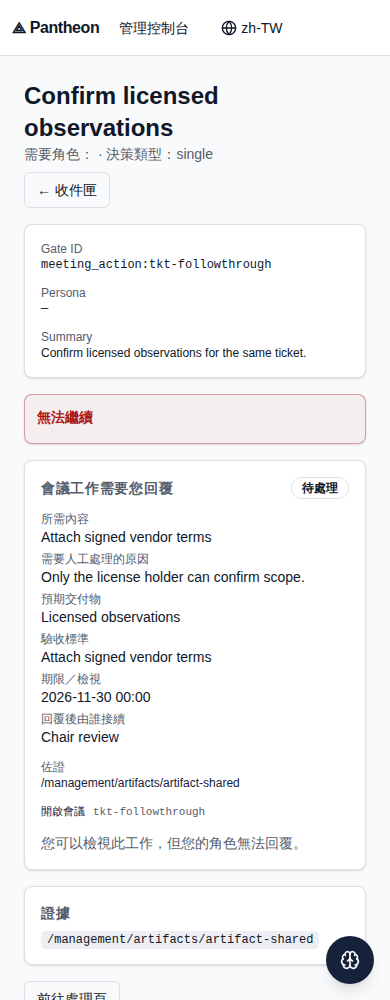 Pantheon 管理控制台 zh-TW
Confirm licensed
observations
需要角色： · 決策類型：single
← 收件匣
Gate ID
meeting_action:tkt-followthrough
Persona
—
Summary
Confirm licensed observations for the same ticket.
無法繼續
會議工作需要您回覆 待處理
所需內容
Attach signed vendor terms
需要人工處理的原因
Only the license holder can confirm scope.
預期交付物
Licensed observations
驗收標準
Attach signed vendor terms
期限／檢視
2026-11-30 00:00
回覆後由誰接續
Chair review
佐證
/management/artifacts/artifact-shared
開啟會議 tkt-followthrough
您可以檢視此工作，但您的角色無法回覆。
證據
/management/artifacts/artifact-shared
前往處理頁